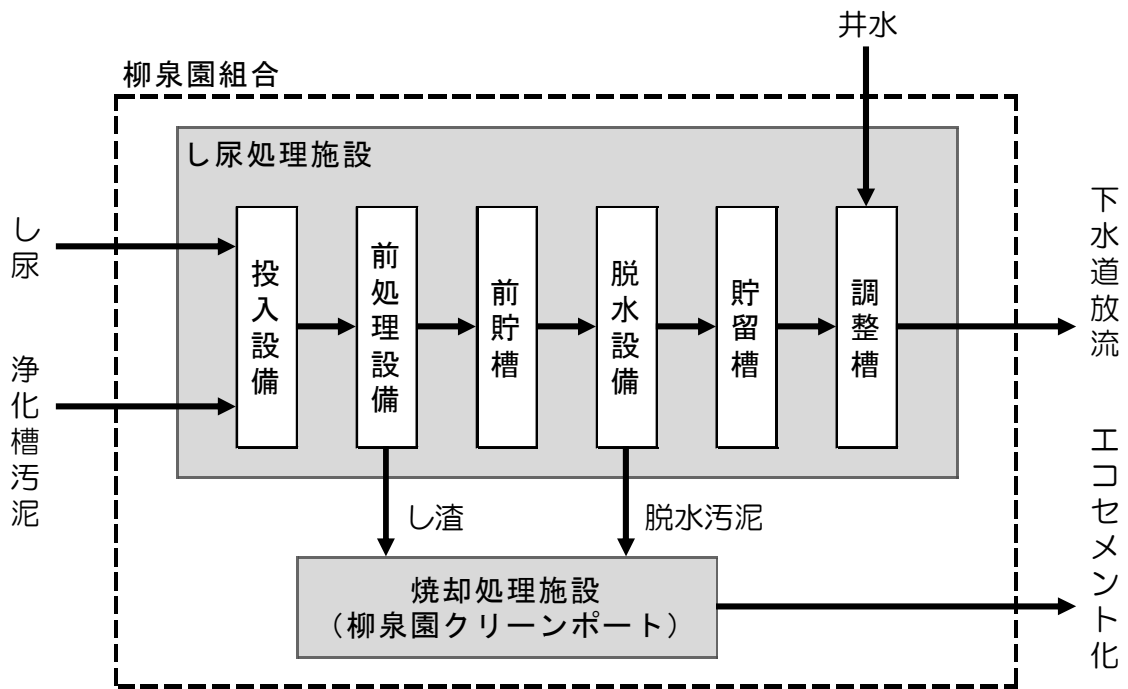 井水
柳泉園組合
し尿処理施設
し尿
浄化槽汚泥
投入設備
前処理設備
前貯槽
脱水設備
貯留槽
調整槽
下水道放流
し渣
脱水汚泥
焼却処理施設
（柳泉園クリーンポート）
エコセメント化